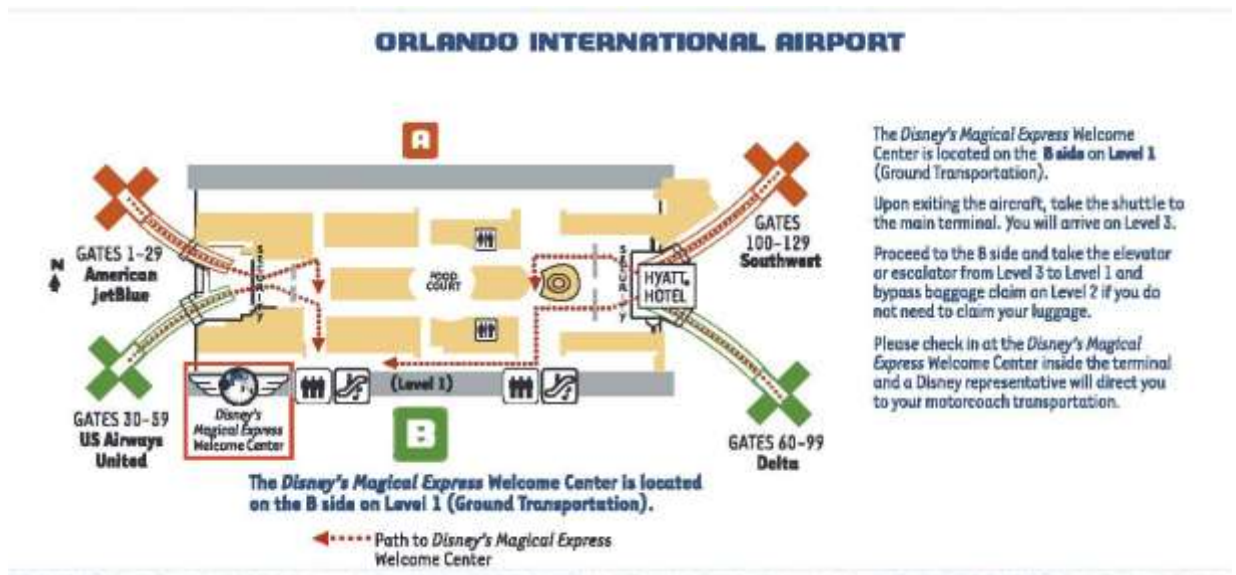 ORLANDO INTERNATIONAL AIRPORT
A
The Disney's Magical Express Welcome
Center is located on the B side on Level 1
(Ground Transportation).
Upon exiting the aircraft, take the shuttle to
the main terminal. You will arrive on Level 3.
Proceed to the B side and take the elevator
or escalator from Level 3 to Level 1 and
bypass baggage claim on Level 2 if you do
not need to claim your luggage.
Please check in at the Disney's Magical
Express Welcome Center inside the terminal
and a Disney representative will direct you
to your motorcoach transportation.
GATES 1-29
American
jetBlue
N
SECURITY
FOOD
COURT
SECURITY
HYATT
HOTEL
GATES
100-129
Southwest
GATES 30-59
US Airways
United
Disney's
Magical Express
Welcome Center
(Level 1)
B
GATES 60-99
Delta
The Disney's Magical Express Welcome Center is located
on the B side on Level 1 (Ground Transportation).
Path to Disney's Magical Express
Welcome Center